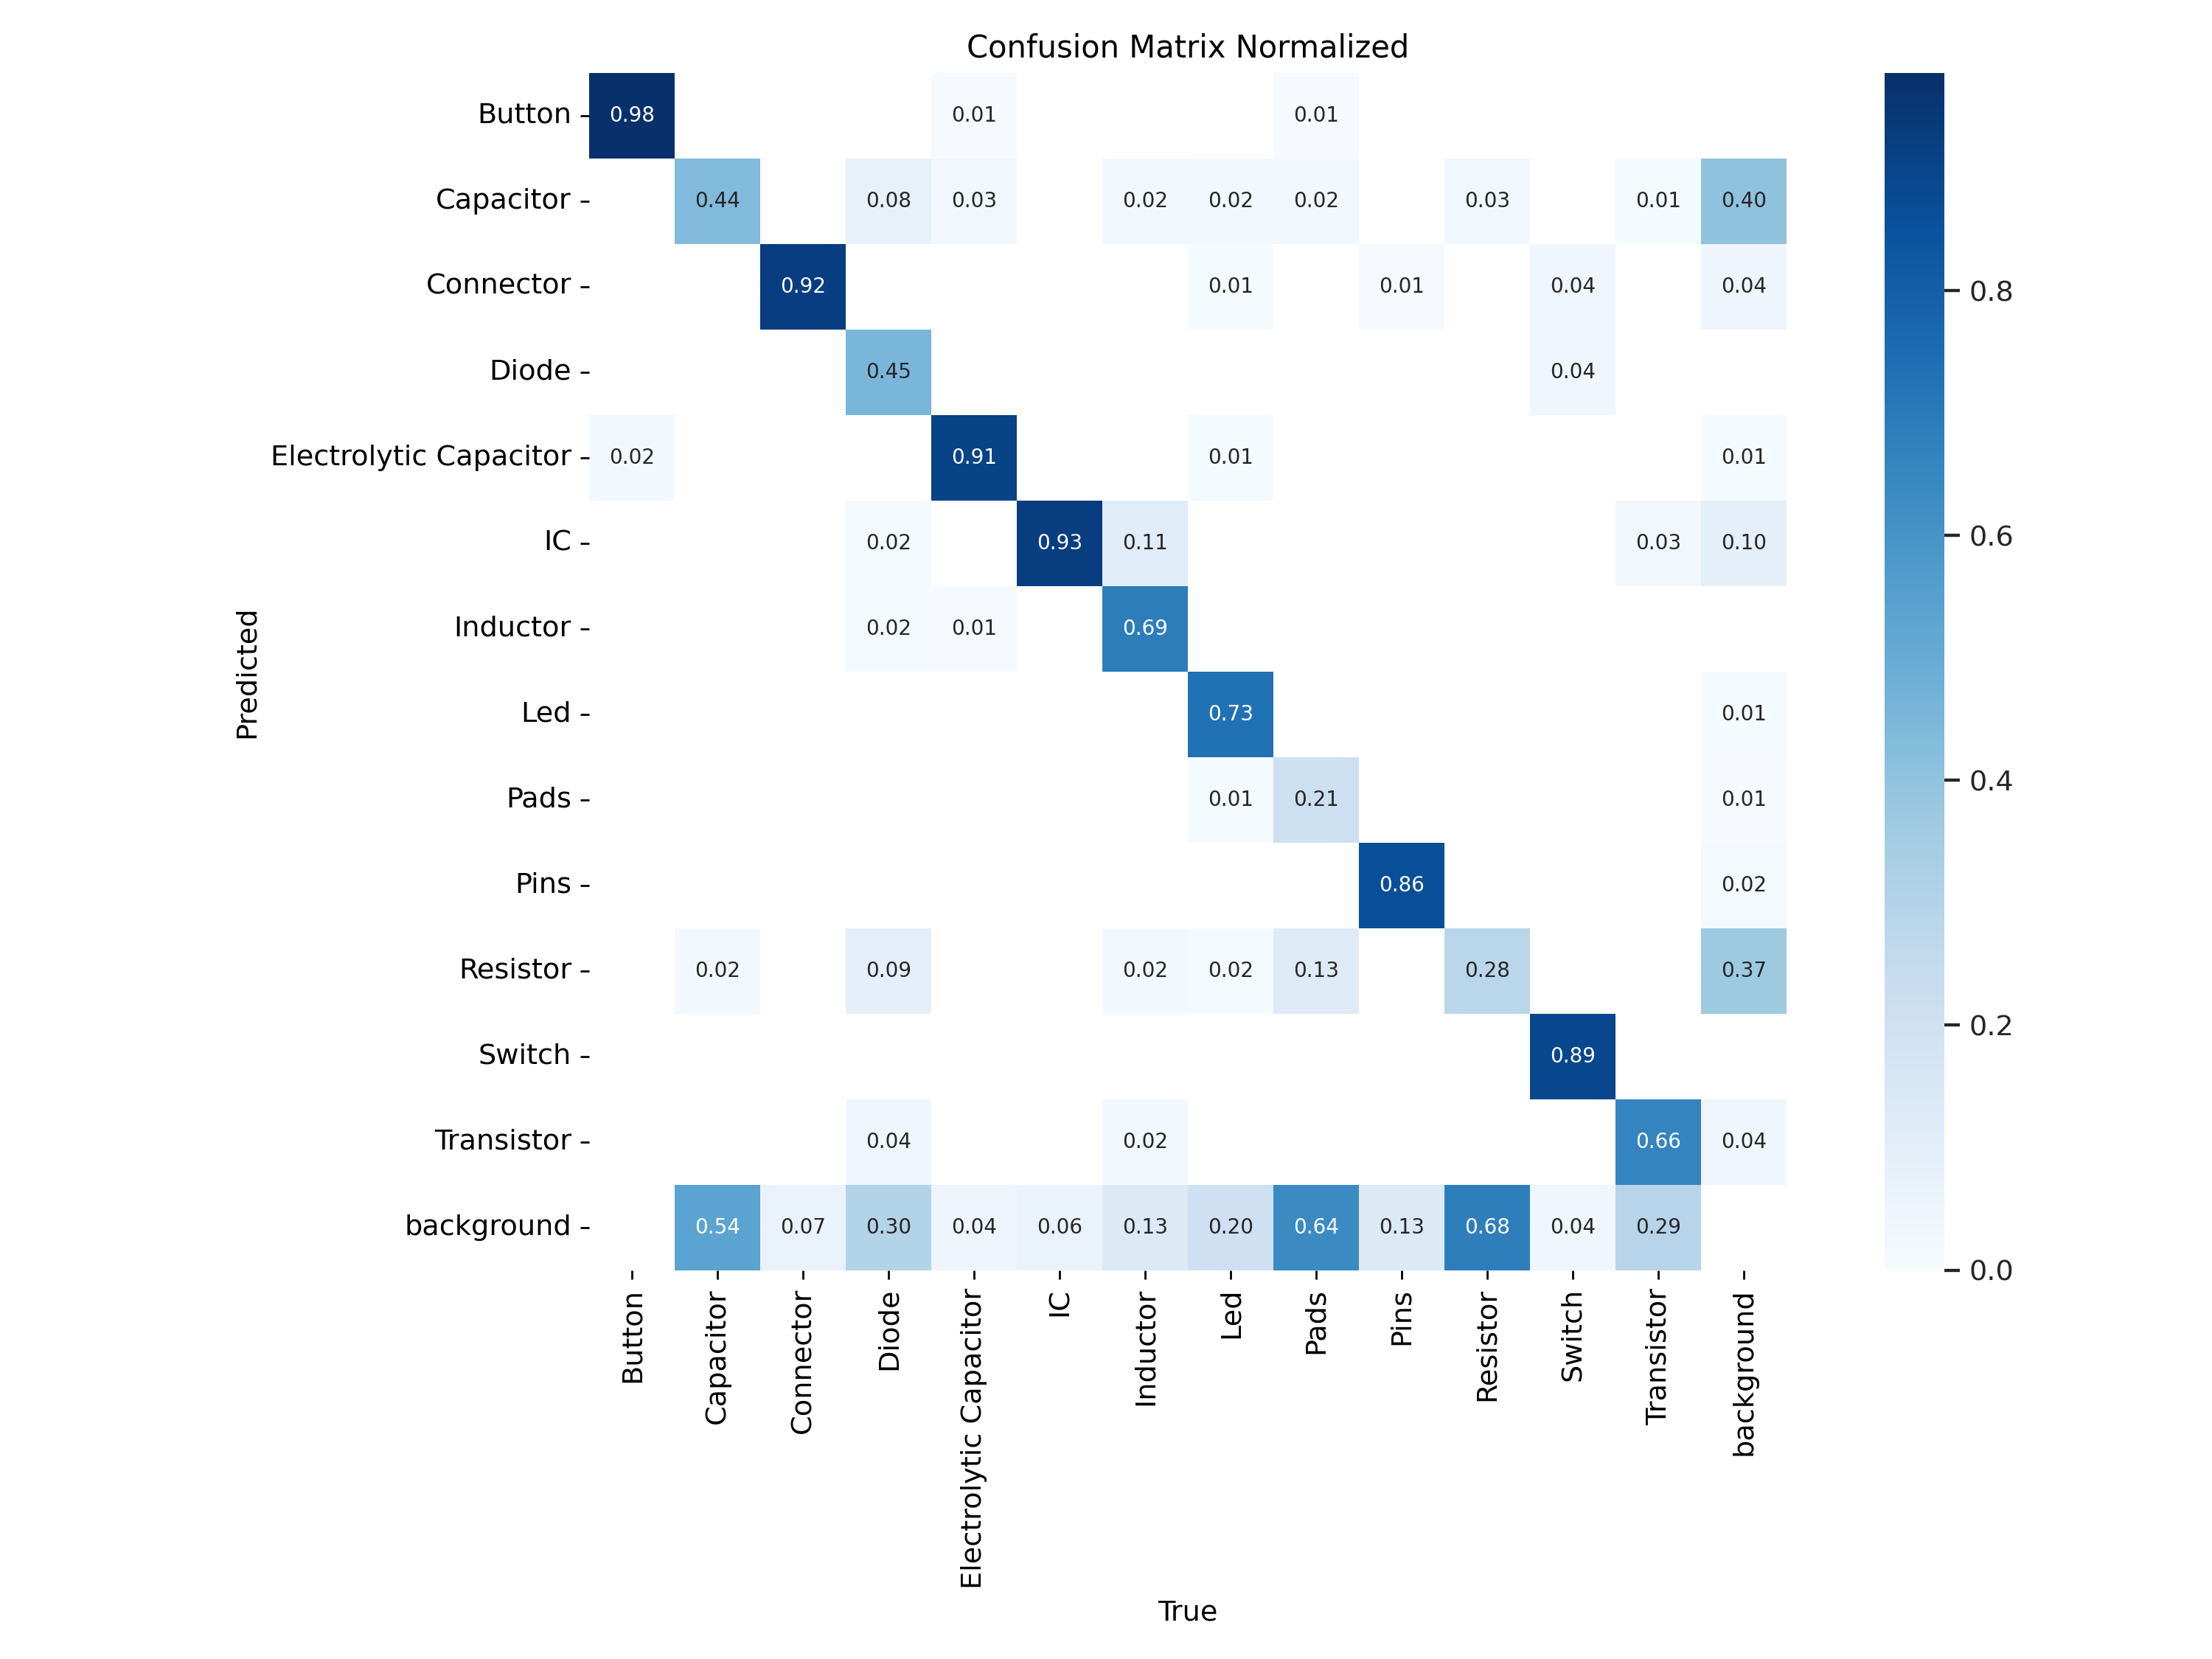 Confusion Matrix Normalized
Button 0.98 0.01 0.01
Capacitor 0.44 0.08 0.03 0.02 0.02 0.02 0.03 0.01 0.40
Connector 0.92 0.01 0.01 0.04 0.04
Diode 0.45 0.04
Electrolytic Capacitor 0.02 0.91 0.01 0.01
IC 0.02 0.93 0.11 0.03 0.10
Inductor 0.02 0.01 0.69
Led 0.73 0.01
Pads 0.01 0.21 0.01
Pins 0.86 0.02
Resistor 0.02 0.09 0.02 0.02 0.13 0.28 0.37
Switch 0.89
Transistor 0.04 0.02 0.66 0.04
background 0.54 0.07 0.30 0.04 0.06 0.13 0.20 0.64 0.13 0.68 0.04 0.29
Predicted
Button
Capacitor
Connector
Diode
Electrolytic Capacitor
IC
Inductor
Led
Pads
Pins
Resistor
Switch
Transistor
background
True
0.8
0.6
0.4
0.2
0.0